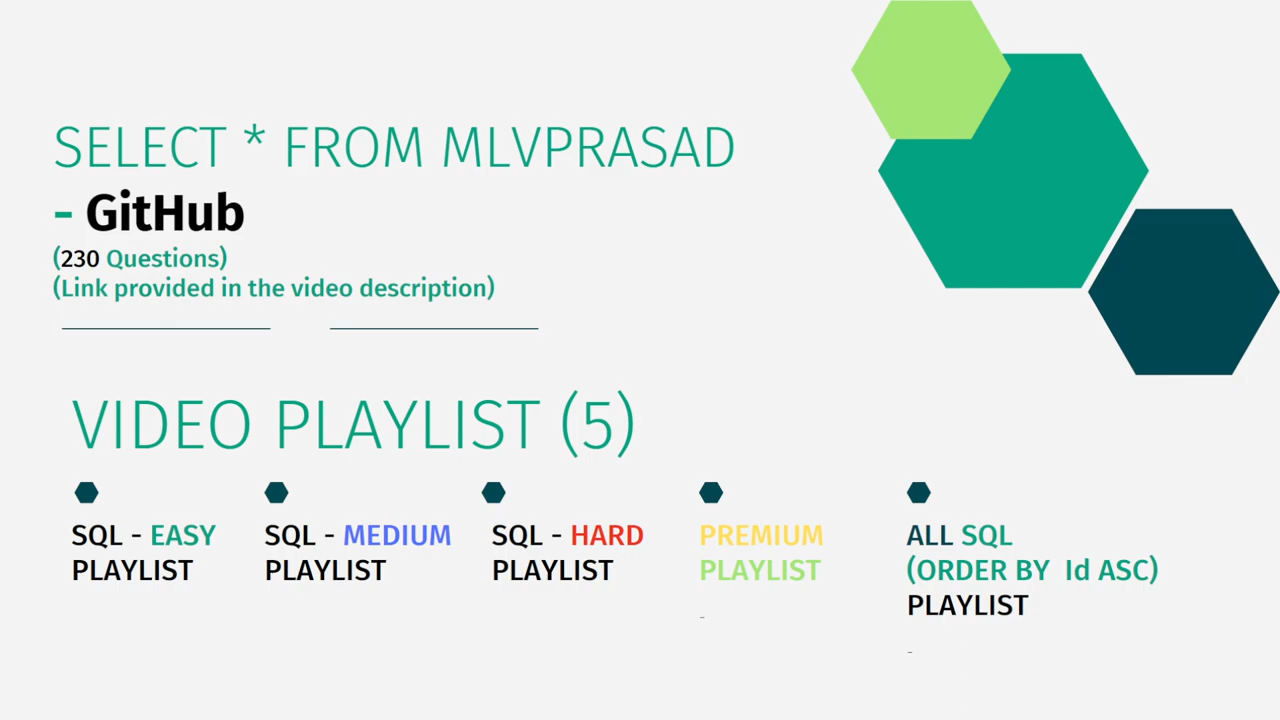 SELECT * FROM MLVPRASAD
- GitHub
(230 Questions)
(Link provided in the video description)
VIDEO PLAYLIST (5)
SQL - EASY
PLAYLIST
SQL - MEDIUM
PLAYLIST
SQL - HARD
PLAYLIST
PREMIUM
PLAYLIST
-
ALL SQL
(ORDER BY Id ASC)
PLAYLIST
-